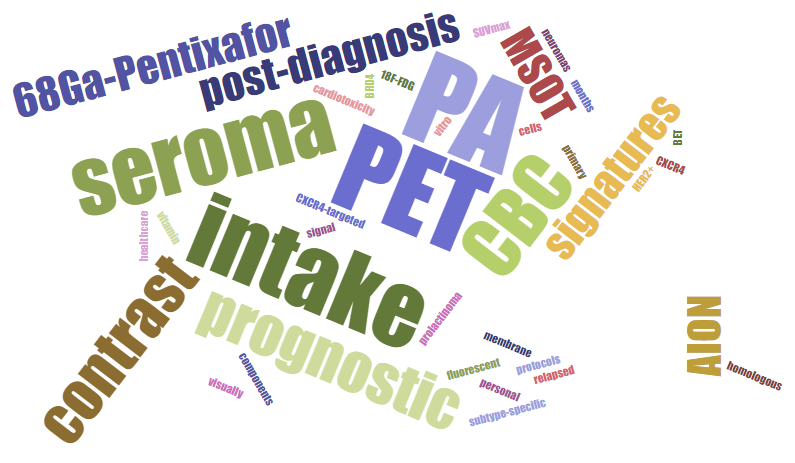 68Ga-Pentixafor
post-diagnosis
SUVmax
neuromas
MSOT
months
BRD4
18F-FDG
cardiotoxicity
PA
vitro
cells
seroma
PET
primary
signatures
BET
CXCR4
HER2+
CBC
CXCR4-targeted
signal
healthcare
vitamin
intake
contrast
prognostic
prolactinoma
AION
homologous
membrane
protocols
fluorescent
relapsed
personal
components
visually
subtype-specific